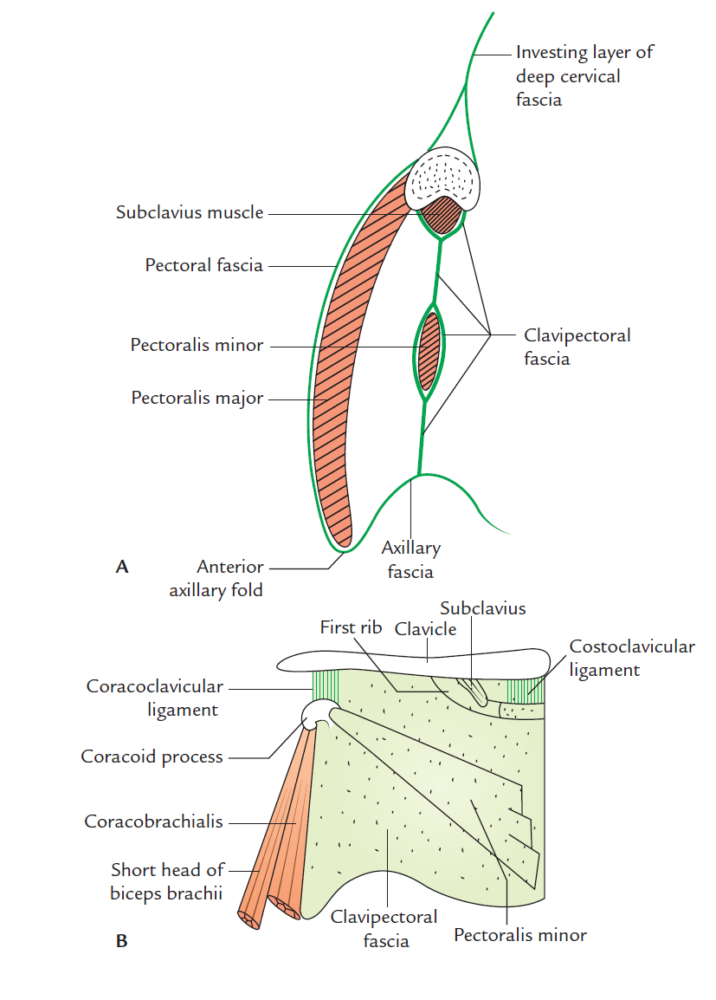 Investing layer of
deep cervical
fascia
Subclavius muscle
Pectoral fascia
Pectoralis minor
Clavipectoral
fascia
Pectoralis major
Axillary
fascia
A
Anterior
axillary fold
Subclavius
First rib
Clavicle
Costoclavicular
ligament
Coracoclavicular
ligament
Coracoid process
Coracobrachialis
Short head of
biceps brachii
Clavipectoral
fascia
Pectoralis minor
B